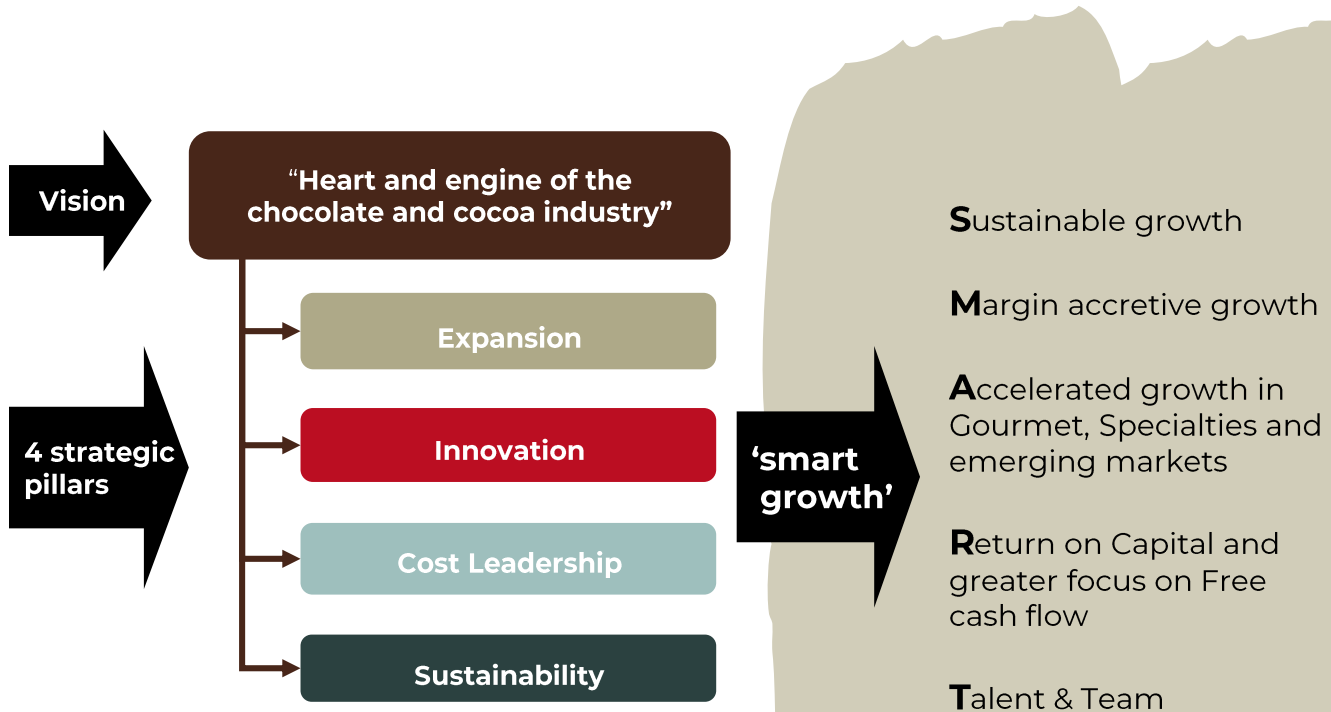 Vision
“Heart and engine of the
chocolate and cocoa industry”
4 strategic
pillars
Expansion
Innovation
Cost Leadership
Sustainability
‘smart
growth’
Sustainable growth
Margin accretive growth
Accelerated growth in
Gourmet, Specialties and
emerging markets
Return on Capital and
greater focus on Free
cash flow
Talent & Team